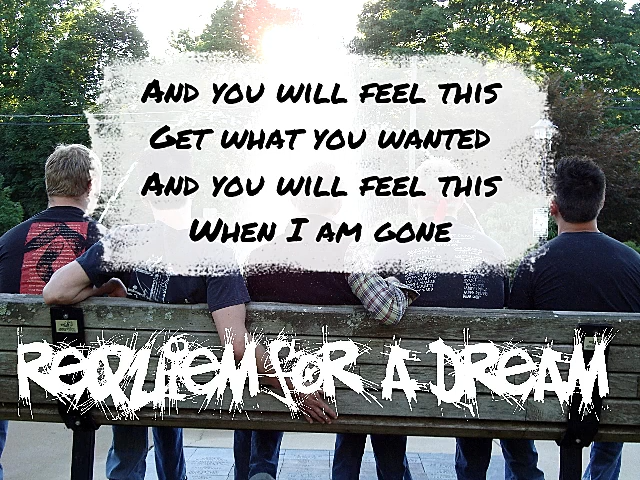 And you will feel this
Get what you wanted
And you will feel this
When I am gone
Requiem for a Dream